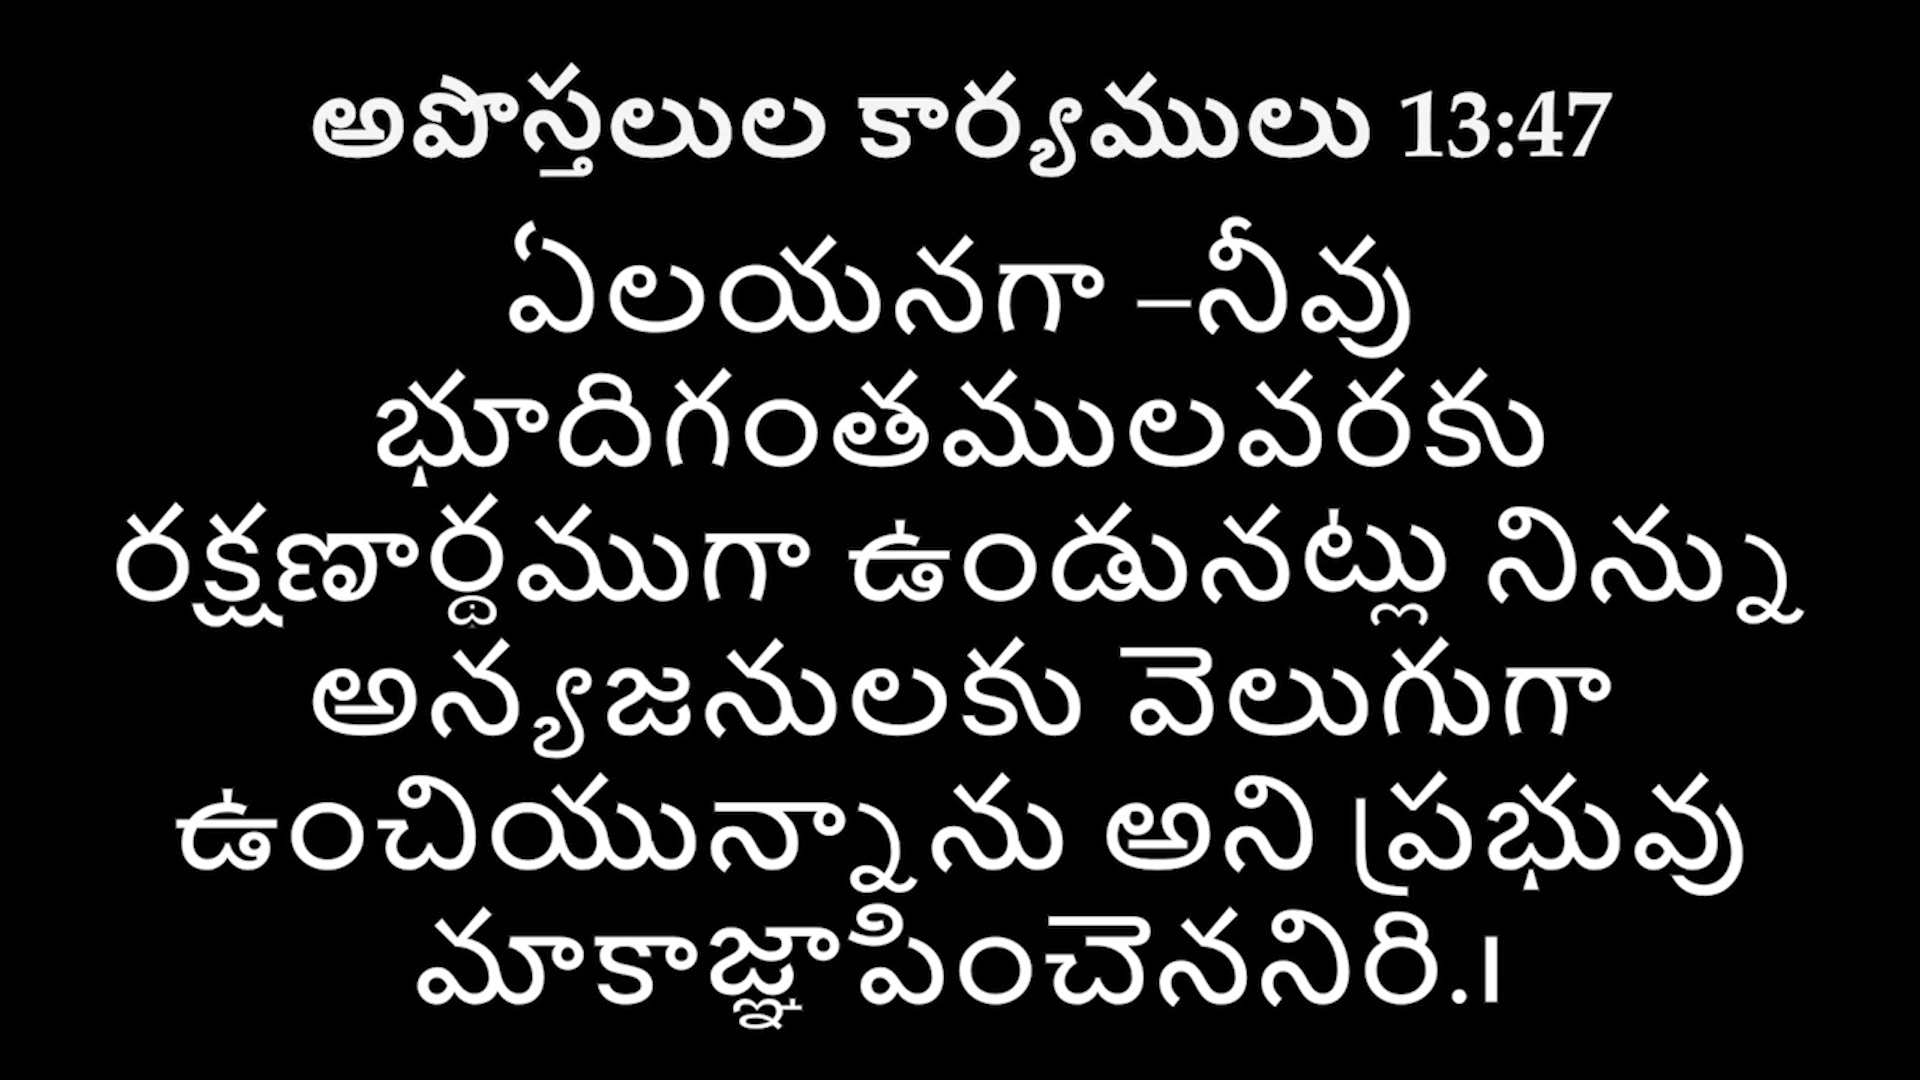 అపొస్తలుల కార్యములు 13:47
ఏలయనగా –నీవు
భూదిగంతములవరకు
రక్షణార్థముగా ఉండునట్లు నిన్ను
అన్యజనులకు వెలుగుగా
ఉంచియున్నాను అని ప్రభువు
మాకాజ్ఞాపించెననిరి.।